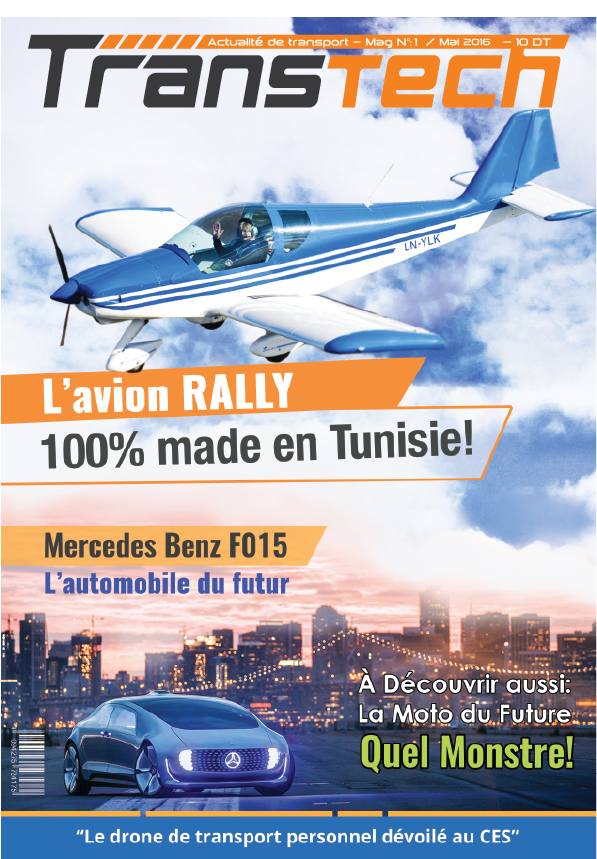 Actualité de transport – Mag N°:1 / Mai 2016 – 10 DT
TransTech
LN-YLK
L'avion RALLY
100% made en Tunisie!
Mercedes Benz F015
L'automobile du futur
À Découvrir aussi:
La Moto du Future
Quel Monstre!
“Le drone de transport personnel dévoilé au CES”